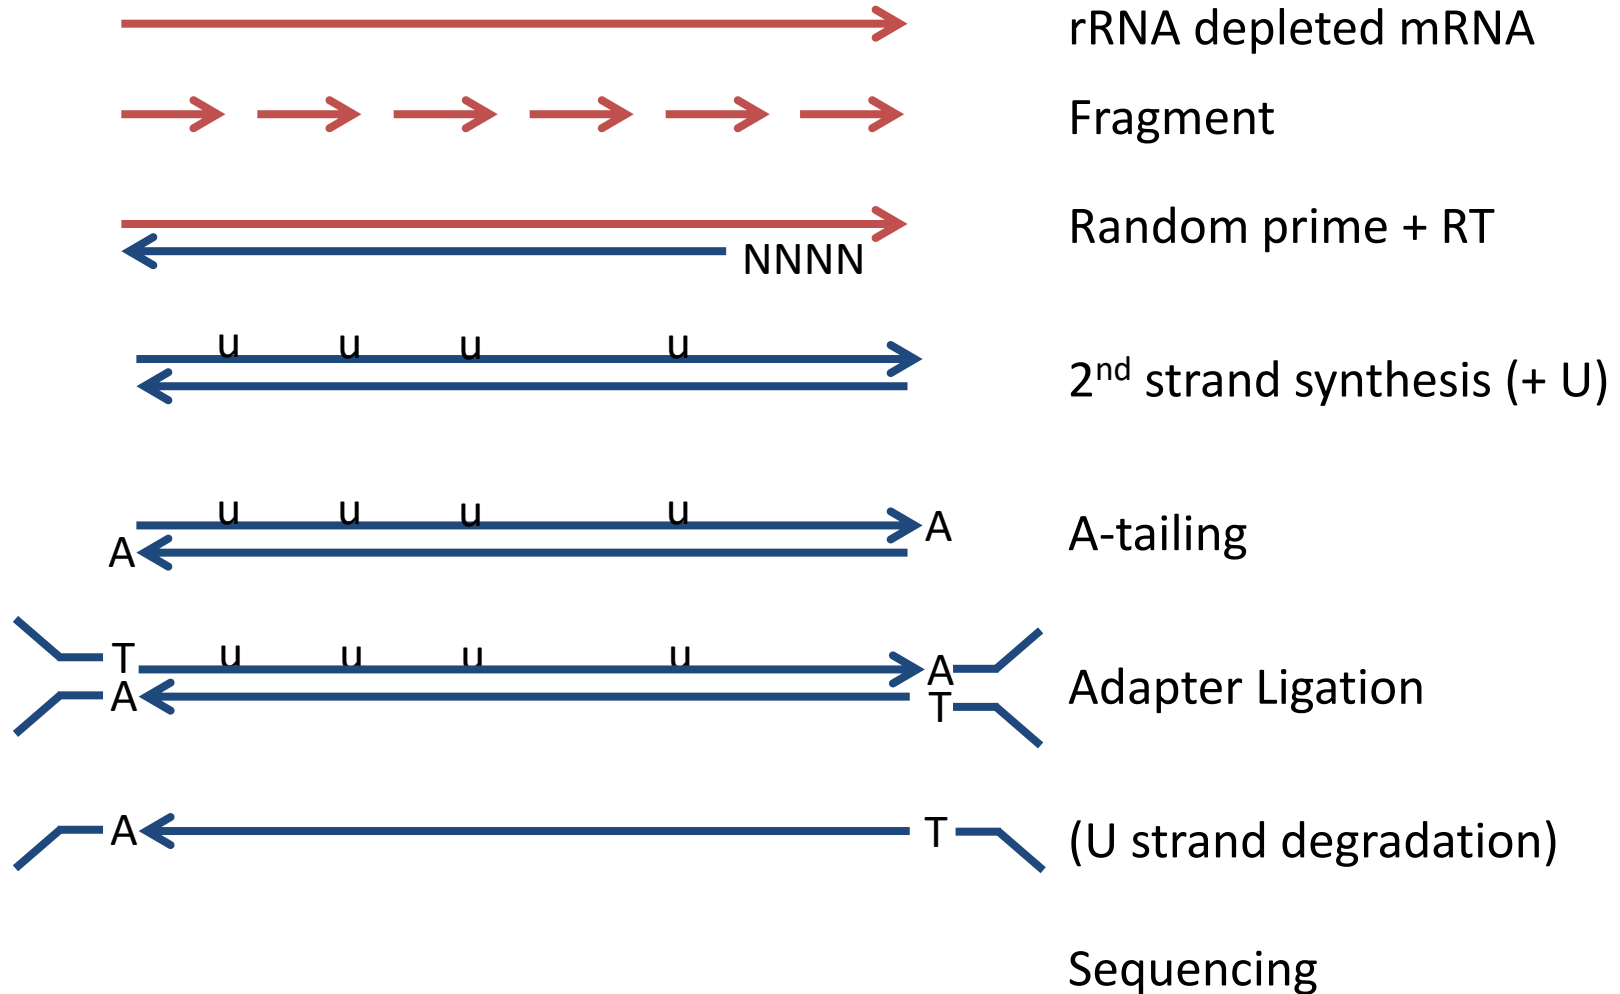 rRNA depleted mRNA
Fragment
Random prime + RT
NNNN
u u u u
2nd strand synthesis (+ U)
u u u u
A
A
A-tailing
T u u u u A
A T
Adapter Ligation
A T
(U strand degradation)
Sequencing